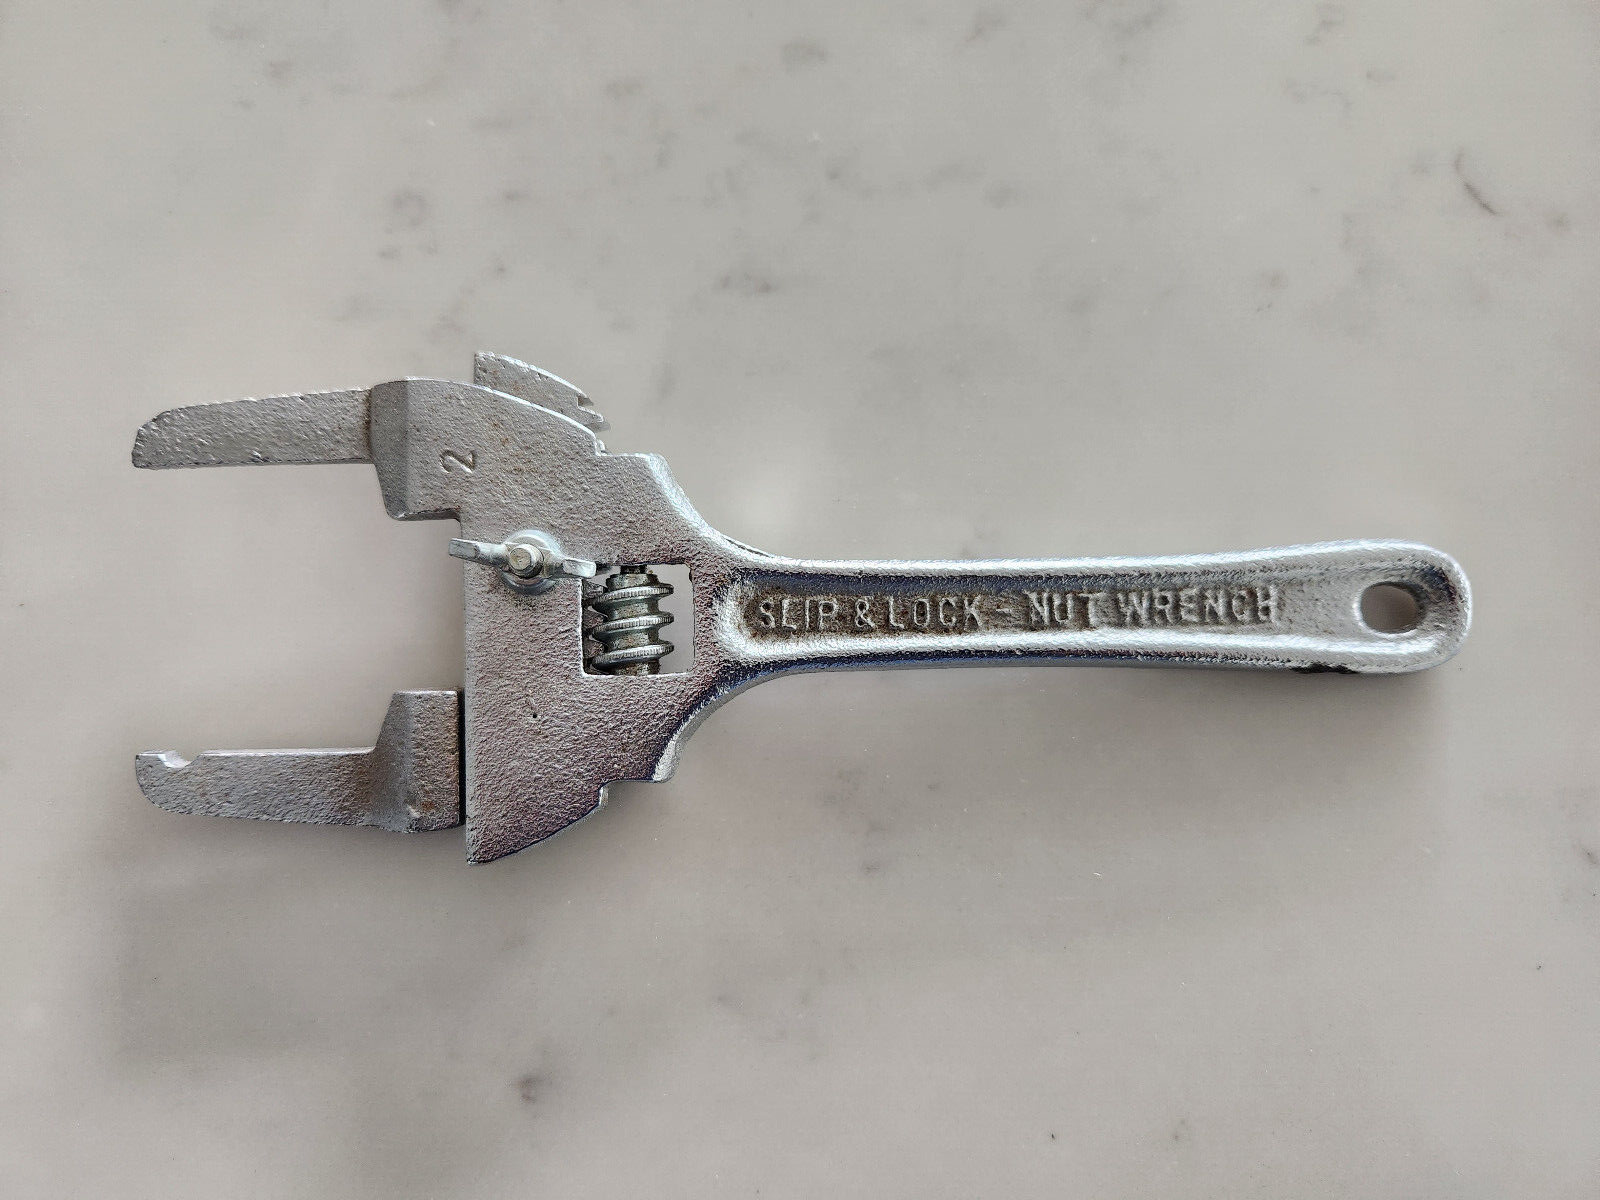 2
SLIP & LOCK - NUT WRENCH